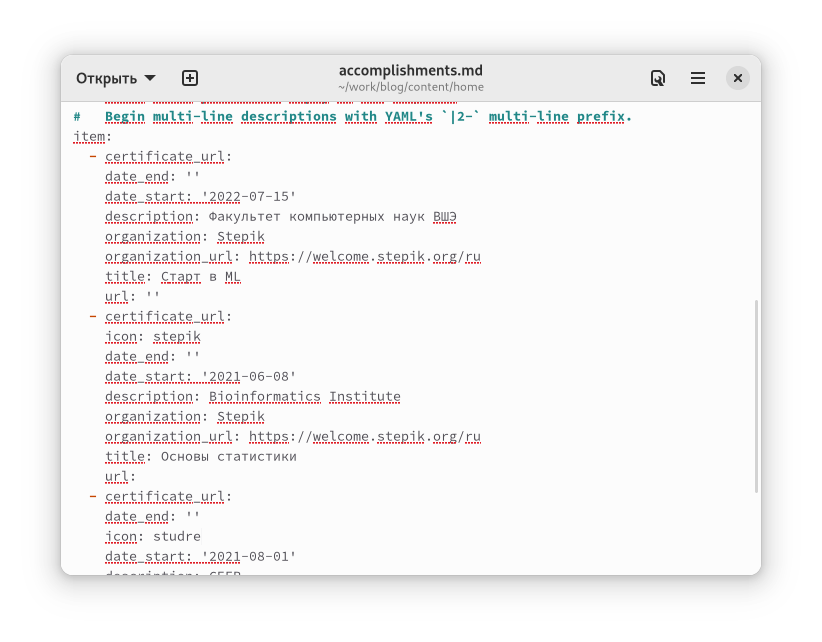 Открыть
accomplishments.md
~/work/blog/content/home
#   Begin multi-line descriptions with YAML's `|2-` multi-line prefix.
item:
  - certificate_url:
    date_end: ''
    date_start: '2022-07-15'
    description: Факультет компьютерных наук ВШЭ
    organization: Stepik
    organization_url: https://welcome.stepik.org/ru
    title: Старт в ML
    url: ''
  - certificate_url:
    icon: stepik
    date_end: ''
    date_start: '2021-06-08'
    description: Bioinformatics Institute
    organization: Stepik
    organization_url: https://welcome.stepik.org/ru
    title: Основы статистики
    url:
  - certificate_url:
    date_end: ''
    icon: studre
    date_start: '2021-08-01'